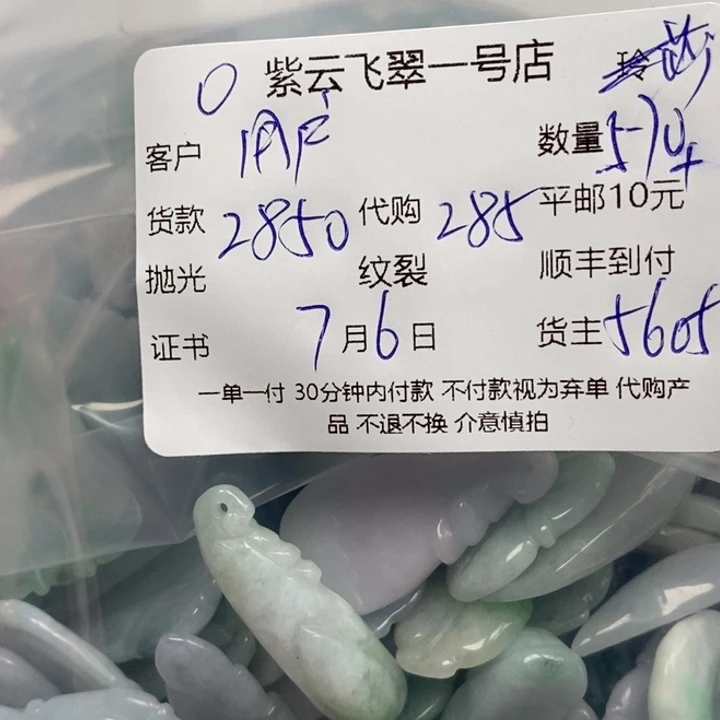 0 紫云飞翠一号店
客户 数量 570+
货款 2850 代购 285 平邮10元
抛光 纹裂 顺丰到付
证书 7月6日 货主 5605
一单一付 30分钟内付款 不付款视为弃单 代购产
品 不退不换 介意慎拍